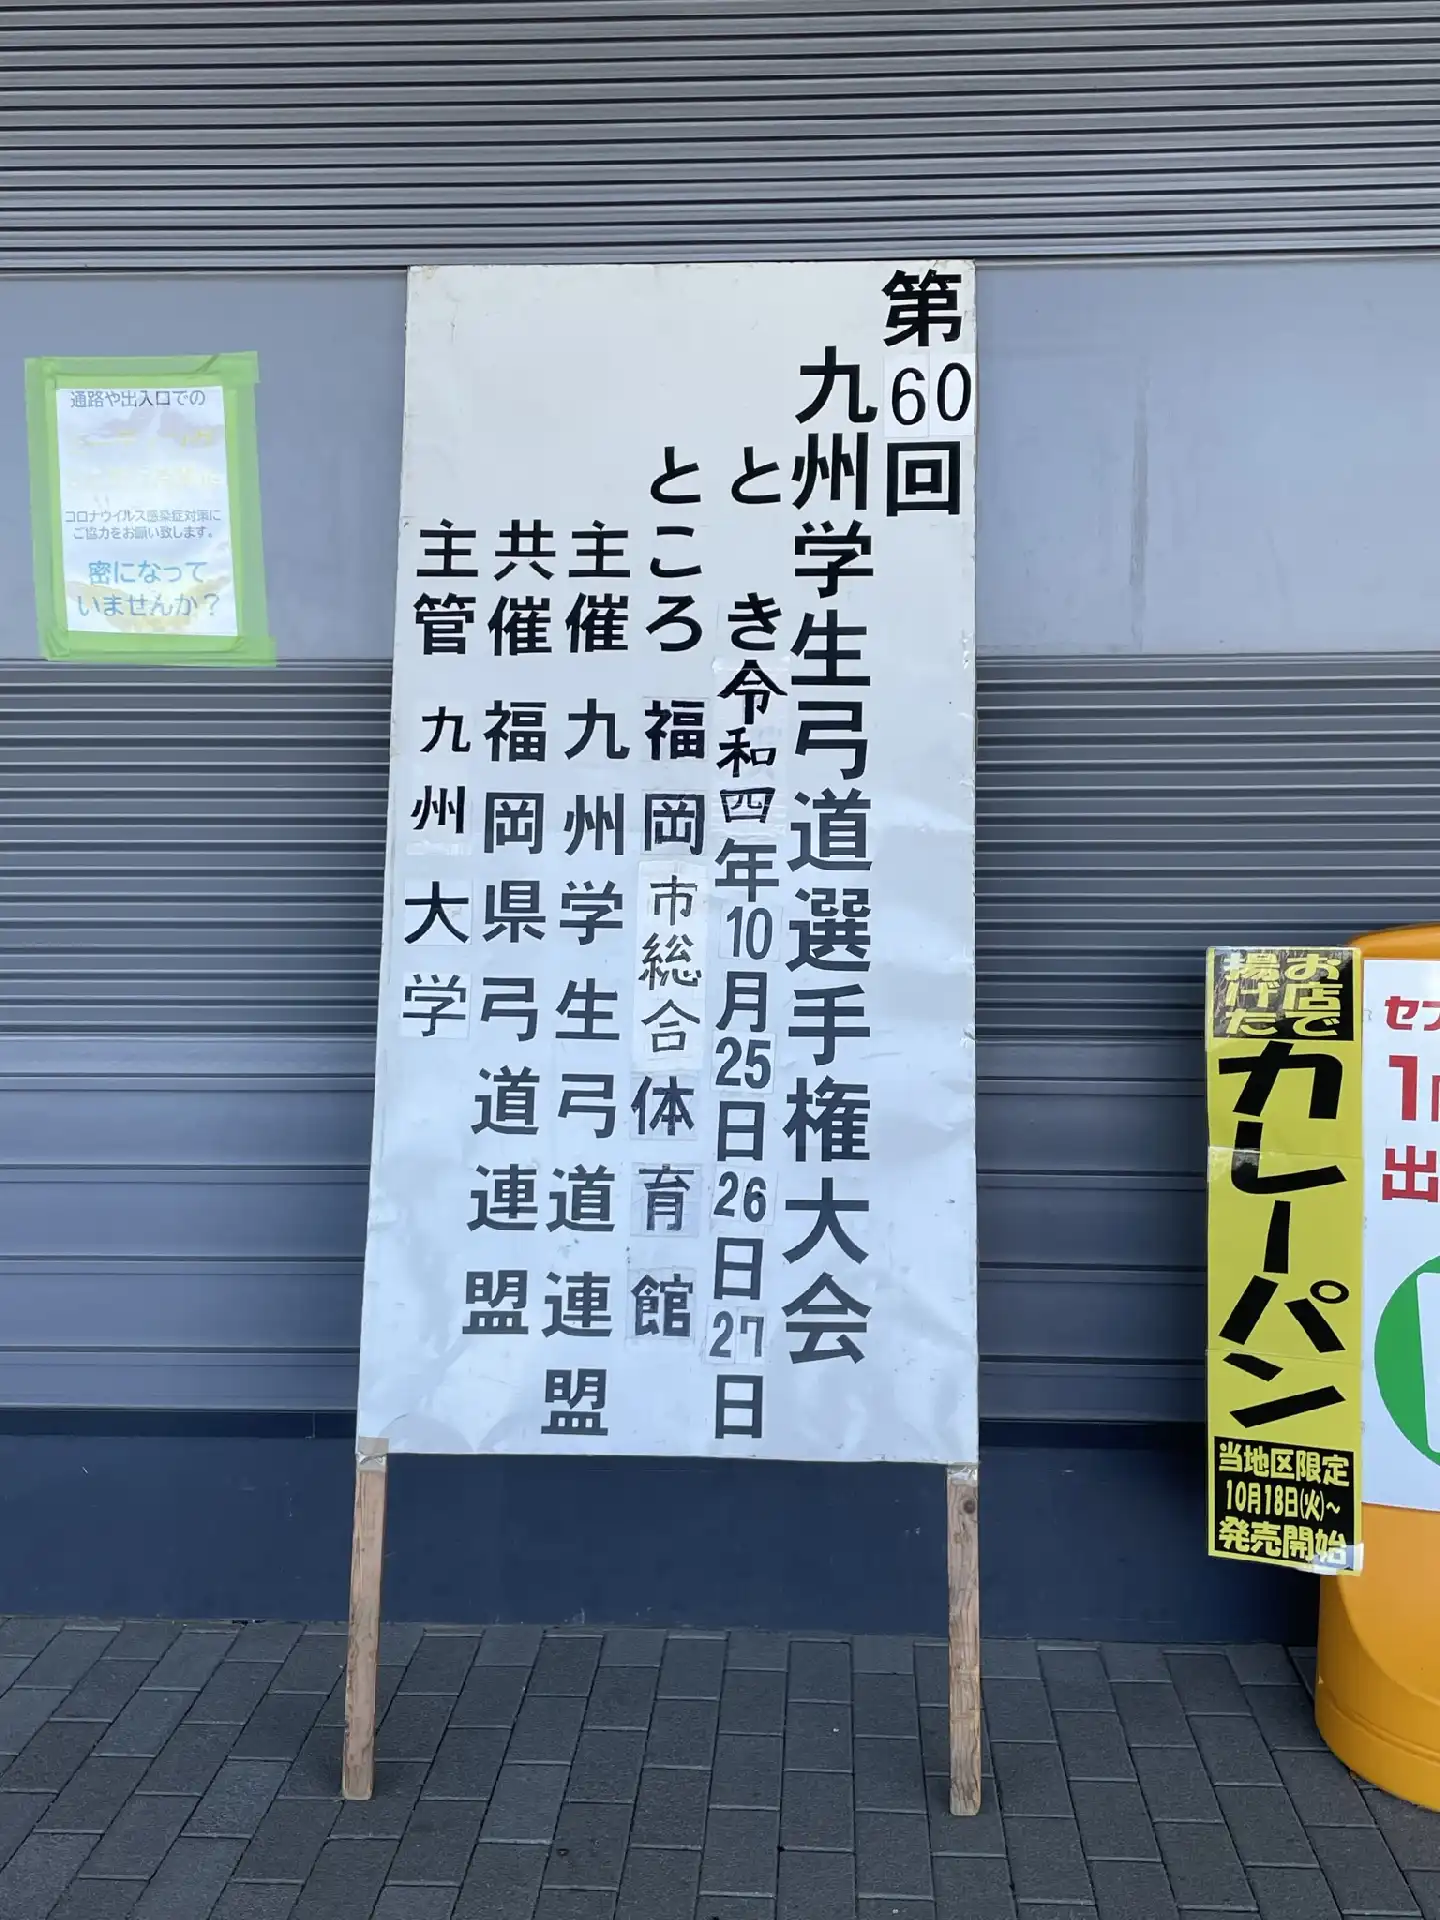 第60回
九州学生弓道選手権大会
とき 令和四年10月25日26日27日
ところ 福岡市総合体育館
主催 九州学生弓道連盟
共催 福岡県弓道連盟
主管 九州大学
通路や出入口での
コロナウイルス感染症対策に
ご協力をお願い致します。
密になって
いませんか?
お店で
揚げた
カレーパン
当地区限定
10月18日(火)~
発売開始
セブ
1
出